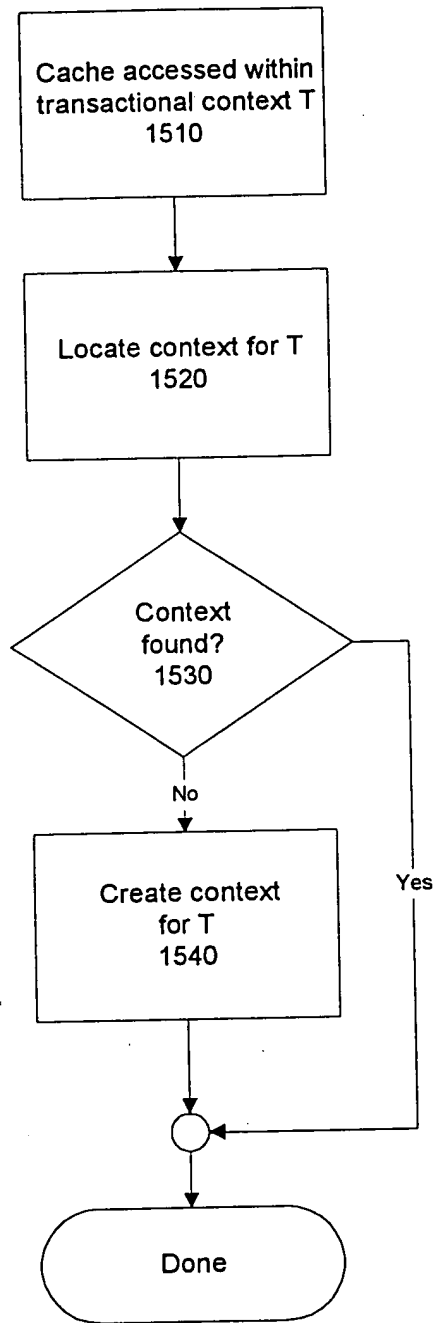 Cache accessed within
transactional context T
1510
Locate context for T
1520
Context
found?
1530
No
Yes
Create context
for T
1540
Done